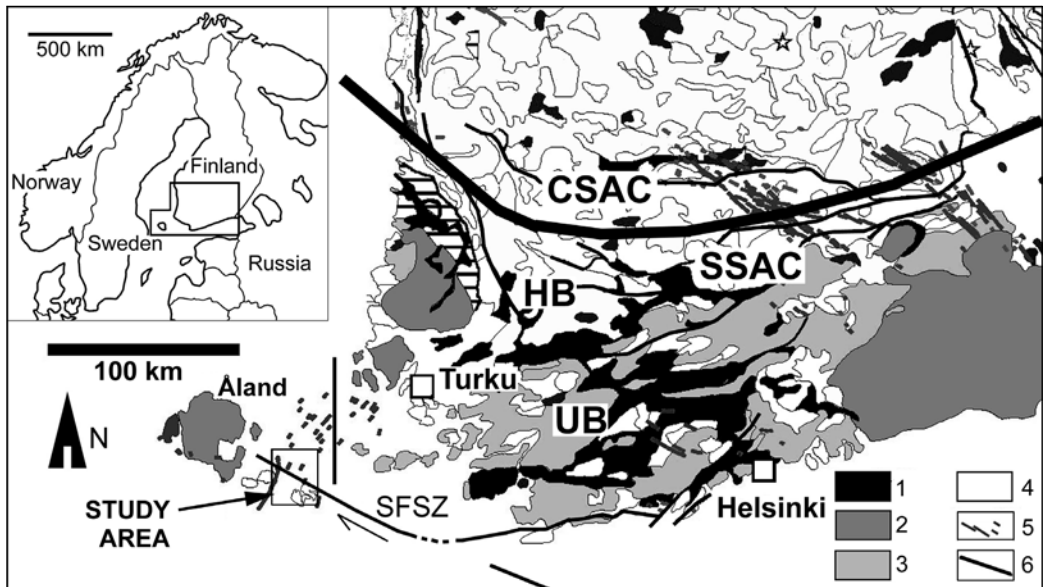 500 km
Finland
Norway
Sweden
Russia
CSAC
SSAC
HB
100 km
Åland
Turku
N
UB
STUDY
AREA
SFSZ
Helsinki
1
2
3
4
5
6